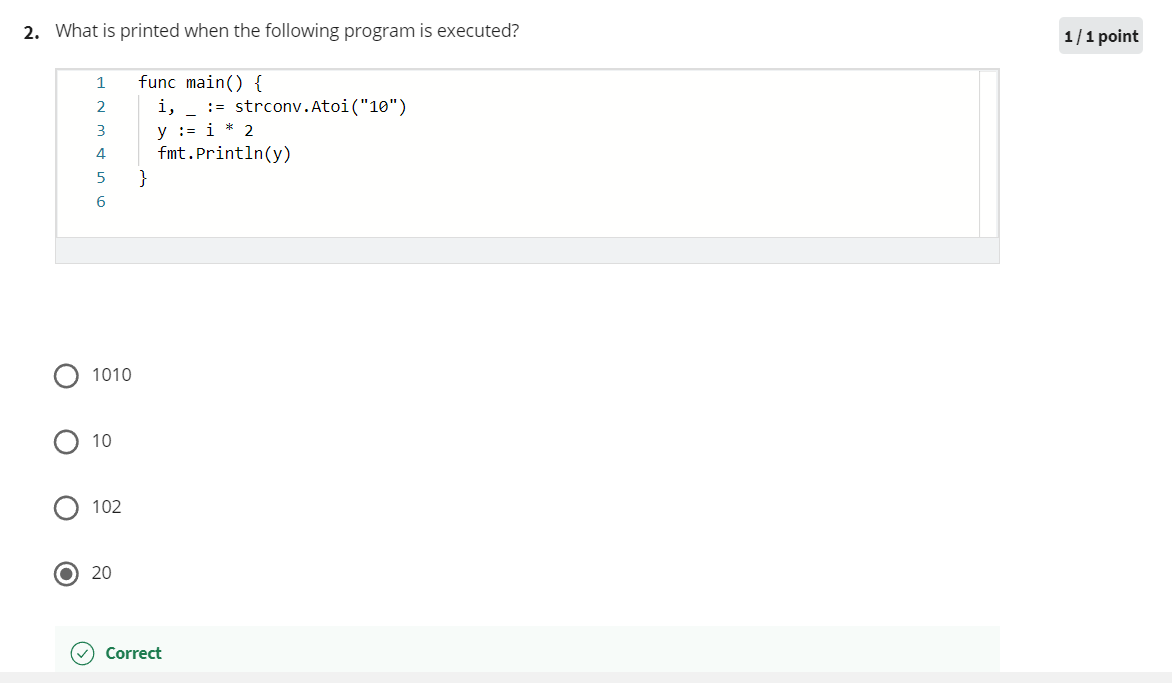 2. What is printed when the following program is executed?
1 / 1 point
1 func main() {
2 i, _ := strconv.Atoi("10")
3 y := i * 2
4 fmt.Println(y)
5 }
6
1010
10
102
20
Correct